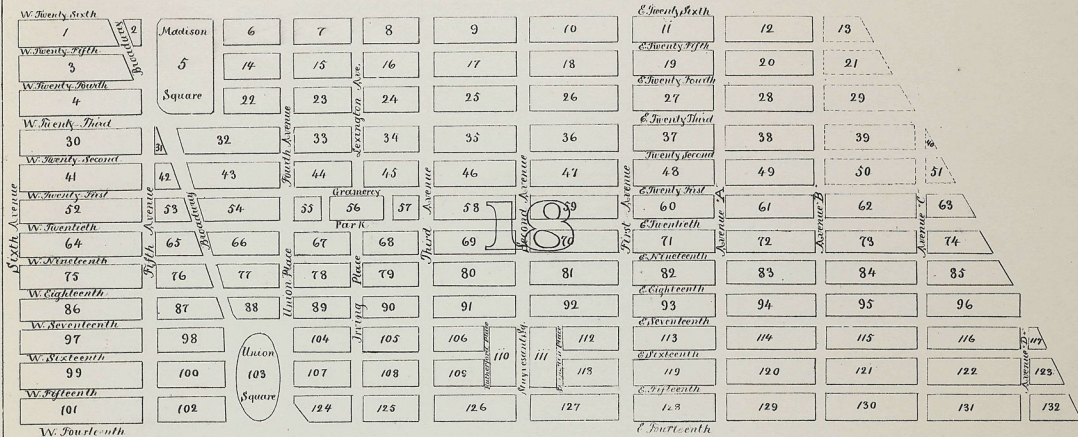 W. Twenty Sixth
E. Twenty Sixth
1 2 Madison 6 7 8 9 10 11 12 13
Broadway
W. Twenty Fifth
E. Twenty Fifth
3 5 14 15 16 17 18 19 20 21
W. Twenty Fourth
E. Twenty Fourth
4 Square 22 23 24 25 26 27 28 29
Lexington Ave.
W. Twenty Third
E. Twenty Third
30 31 32 33 34 35 36 37 38 39 40
Fourth Avenue
W. Twenty Second
Twenty Second
41 42 43 44 45 46 47 48 49 50 51
W. Twenty First
Gramercy
E. Twenty First
52 53 54 55 56 57 58 59 60 61 62 63
Park
18
Sixth Avenue
Fifth Avenue
Broadway
Third Avenue
Second Avenue
First Avenue
Avenue A.
Avenue B.
Avenue C
W. Twentieth
E. Twentieth
64 65 66 67 68 69 70 71 72 73 74
W. Nineteenth
E. Nineteenth
75 76 77 78 79 80 81 82 83 84 85
Union Place
Irving Place
W. Eighteenth
E. Eighteenth
86 87 88 89 90 91 92 93 94 95 96
W. Seventeenth
E. Seventeenth
97 98 Union 104 105 106 110 111 112 113 114 115 116 117
Rutherford Place
Stuyvesant Sq.
Avenue D.
W. Sixteenth
E. Sixteenth
99 100 103 107 108 109 118 119 120 121 122 123
Square
W. Fifteenth
E. Fifteenth
101 102 124 125 126 127 128 129 130 131 132
W. Fourteenth
E. Fourteenth